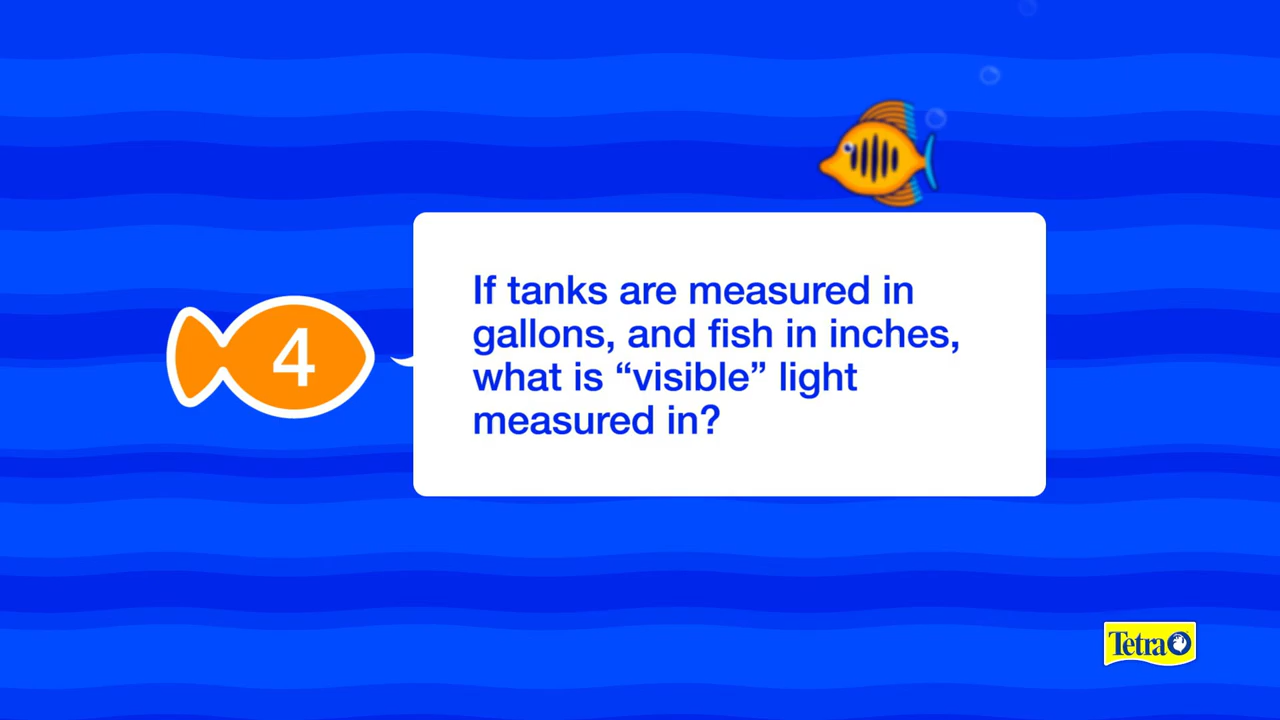 4
If tanks are measured in
gallons, and fish in inches,
what is “visible” light
measured in?
Tetra